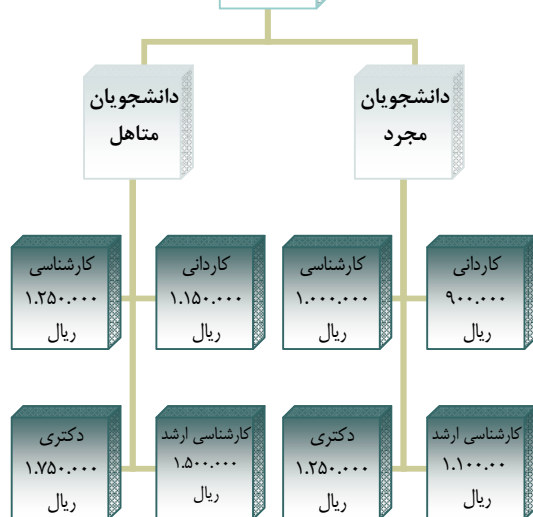 دانشجویان
مجرد
دانشجویان
متاهل
کاردانی
۹۰۰.۰۰۰
ریال
کارشناسی
۱.۰۰۰.۰۰۰
ریال
کاردانی
۱.۱۵۰.۰۰۰
ریال
کارشناسی
۱.۲۵۰.۰۰۰
ریال
کارشناسی ارشد
۱.۱۰۰.۰۰
ریال
دکتری
۱.۲۵۰.۰۰۰
ریال
کارشناسی ارشد
۱.۵۰۰.۰۰۰
ریال
دکتری
۱.۷۵۰.۰۰۰
ریال